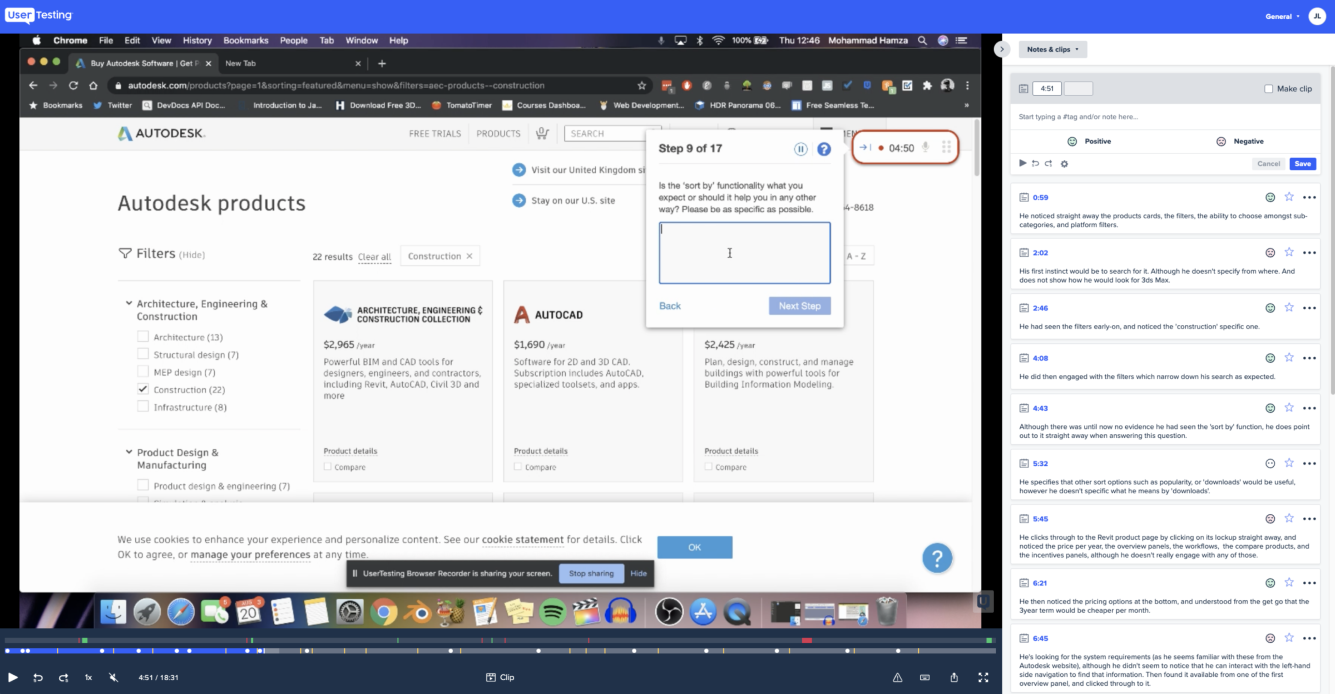 UserTesting
General
JL
Chrome File Edit View History Bookmarks People Tab Window Help
100% Thu 12:46 Mohammad Hamza
Buy Autodesk Software | Get P
New Tab
autodesk.com/products?page=1&sorting=featured&menu=show&filters=aec-products--construction
Bookmarks Twitter DevDocs API Doc... Introduction to Ja... Download Free 3D... TomatoTimer Courses Dashboa... Web Development... HDR Panorama 06... Free Seamless Te...
AUTODESK.
FREE TRIALS PRODUCTS SEARCH
Visit our United Kingdom si
Stay on our U.S. site
Autodesk products
Filters (Hide)
22 results Clear all Construction × A - Z
Architecture, Engineering &
Construction
Architecture (13)
Structural design (7)
MEP design (7)
Construction (22)
Infrastructure (8)
Product Design &
Manufacturing
Product design & engineering (7)
ARCHITECTURE, ENGINEERING &
CONSTRUCTION COLLECTION
$2,965 /year
Powerful BIM and CAD tools for
designers, engineers, and contractors,
including Revit, AutoCAD, Civil 3D and
more
Product details
Compare
AUTOCAD
$1,690 /year
Software for 2D and 3D CAD.
Subscription includes AutoCAD,
specialized toolsets, and apps.
Product details
Compare
$2,425 /year
Plan, design, construct, and manage
buildings with powerful tools for
Building Information Modeling.
Product details
Compare
Step 9 of 17
Is the 'sort by' functionality what you
expect or should it help you in any other
way? Please be as specific as possible.
Back
Next Step
04:50
4-8618
We use cookies to enhance your experience and personalize content. See our cookie statement for details. Click
OK to agree, or manage your preferences at any time.
OK
UserTesting Browser Recorder is sharing your screen. Stop sharing Hide
AUG
20
1x
4:51 / 18:31
Clip
Notes & clips
4:51
Make clip
Start typing a #tag and/or note here...
Positive
Negative
Cancel
Save
0:59
He noticed straight away the products cards, the filters, the ability to choose amongst sub-
categories, and platform filters.
2:02
His first instinct would be to search for it. Although he doesn't specify from where. And
does not show how he would look for 3ds Max.
2:46
He had seen the filters early-on, and noticed the 'construction' specific one.
4:08
He did then engaged with the filters which narrow down his search as expected.
4:43
Although there was until now no evidence he had seen the 'sort by' function, he does point
out to it straight away when answering this question.
5:32
He specifies that other sort options such as popularity, or 'downloads' would be useful,
however he doesn't specific what he means by 'downloads'.
5:45
He clicks through to the Revit product page by clicking on its lockup straight away, and
noticed the price per year, the overview panels, the workflows, the compare products, and
the incentives panels, although he doesn't really engage with any of those.
6:21
He then noticed the pricing options at the bottom, and understood from the get go that the
3year term would be cheaper per month.
6:45
He's looking for the system requirements (as he seems familiar with these from the
Autodesk website), although he didn't seem to notice that he can interact with the left-hand
side navigation to find that information. Then found it available from one of the first
overview panel, and clicked through to it.